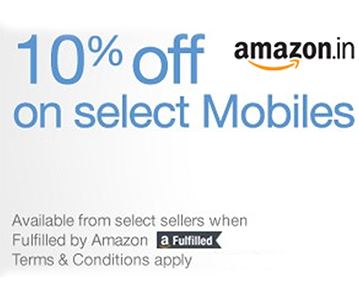 10% off
amazon.in
on select Mobiles
Available from select sellers when
Fulfilled by Amazon a Fulfilled
Terms & Conditions apply